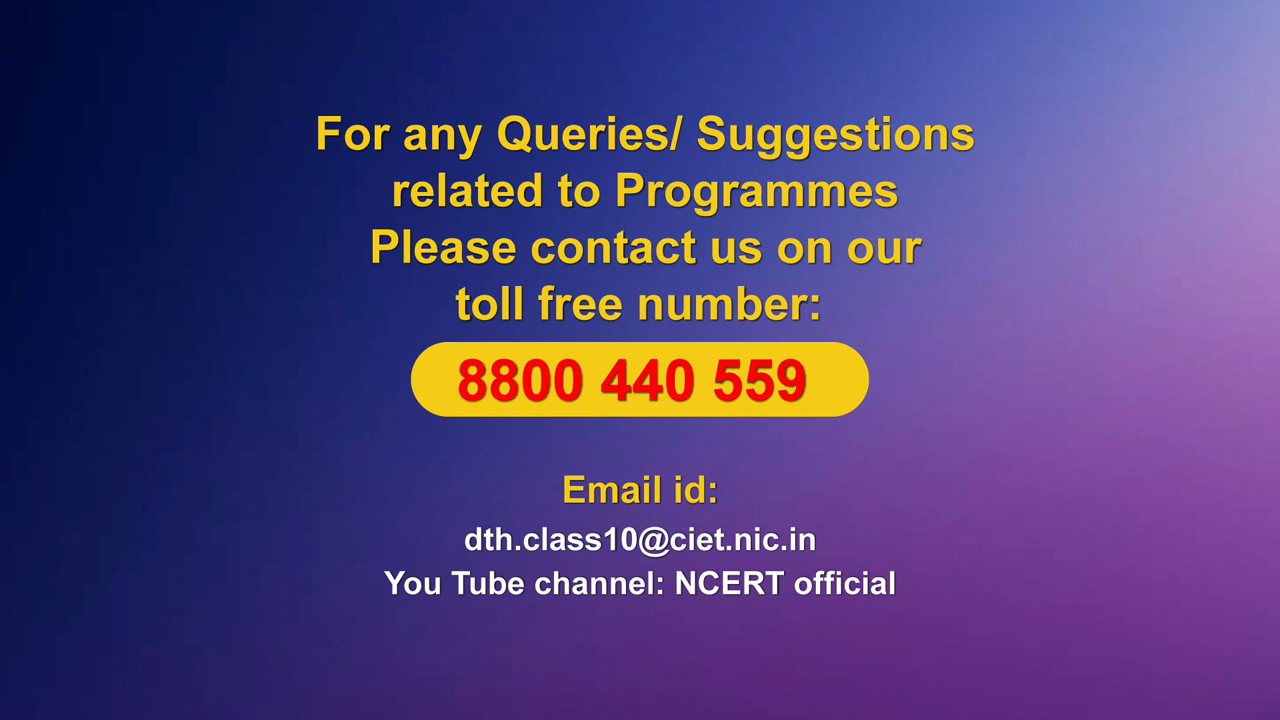 For any Queries/ Suggestions
related to Programmes
Please contact us on our
toll free number:
8800 440 559
Email id:
dth.class10@ciet.nic.in
You Tube channel: NCERT official